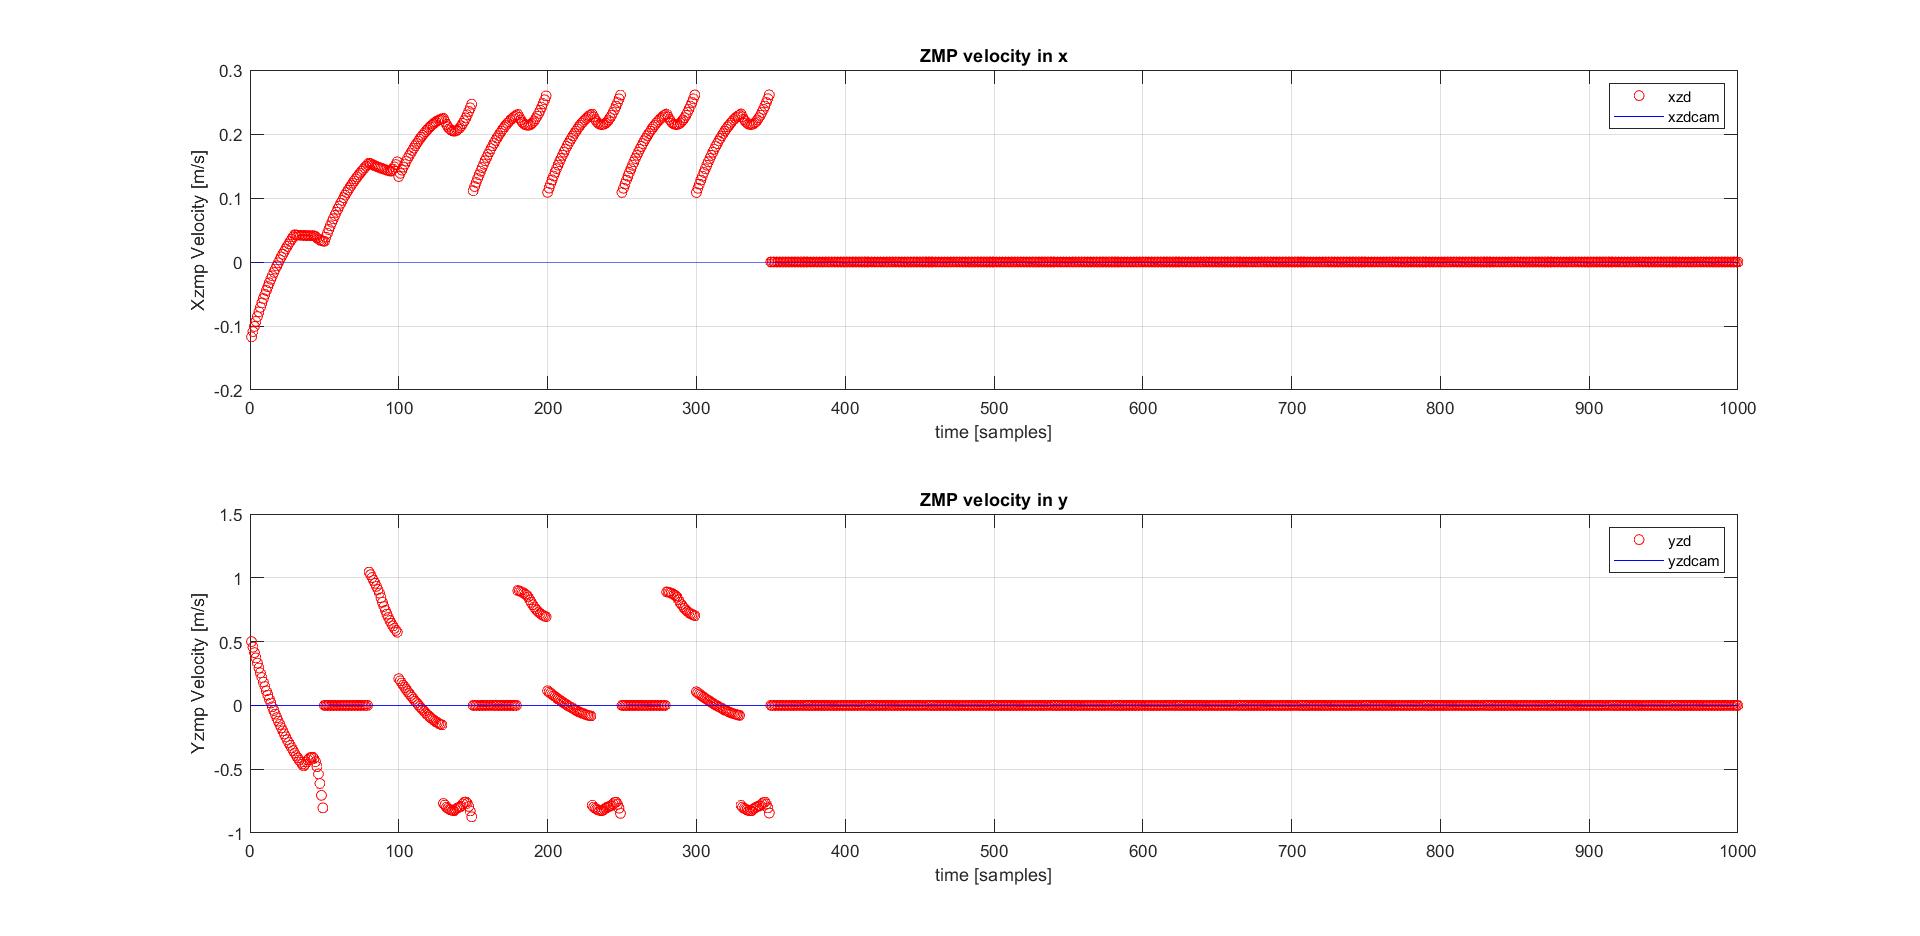 ZMP velocity in x
0.3
0.2
0.1
0
-0.1
-0.2
Xzmp Velocity [m/s]
xzd
xzdcam
0 100 200 300 400 500 600 700 800 900 1000
time [samples]
ZMP velocity in y
1.5
1
0.5
0
-0.5
-1
Yzmp Velocity [m/s]
yzd
yzdcam
0 100 200 300 400 500 600 700 800 900 1000
time [samples]